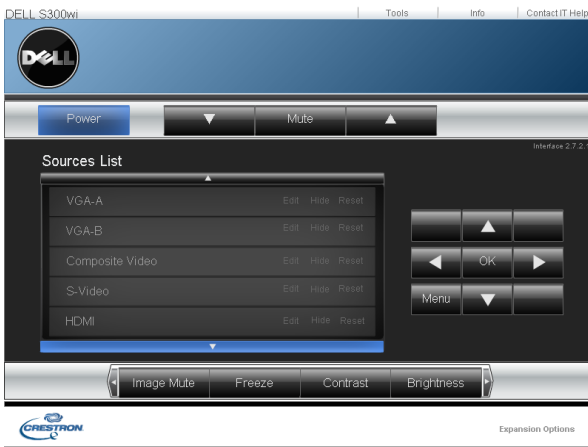 DELL S300wi
Tools
Info
Contact IT Help
DELL
Power
Mute
Interface 2.7.2.1
Sources List
VGA-A Edit Hide Reset
VGA-B Edit Hide Reset
Composite Video Edit Hide Reset
S-Video Edit Hide Reset
HDMI Edit Hide Reset
OK
Menu
Image Mute Freeze Contrast Brightness
CRESTRON
Expansion Options